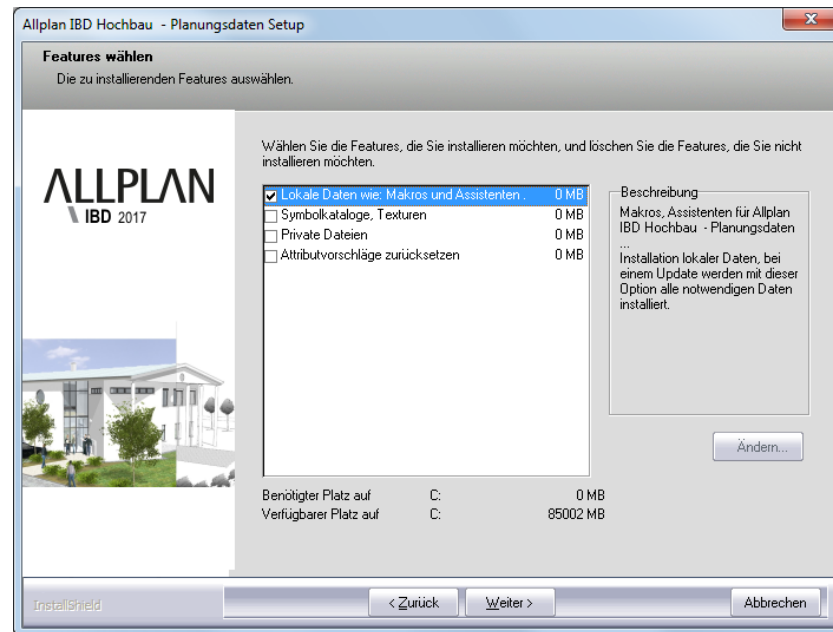 Allplan IBD Hochbau - Planungsdaten Setup
Features wählen
Die zu installierenden Features auswählen.
ALLPLAN
IBD 2017
Wählen Sie die Features, die Sie installieren möchten, und löschen Sie die Features, die Sie nicht
installieren möchten.
Lokale Daten wie: Makros und Assistenten . 0 MB
Symbolkataloge, Texturen 0 MB
Private Dateien 0 MB
Attributvorschläge zurücksetzen 0 MB
Beschreibung
Makros, Assistenten für Allplan
IBD Hochbau - Planungsdaten
...
Installation lokaler Daten, bei
einem Update werden mit dieser
Option alle notwendigen Daten
installiert.
Ändern...
Benötigter Platz auf C: 0 MB
Verfügbarer Platz auf C: 85002 MB
InstallShield
< Zurück Weiter > Abbrechen